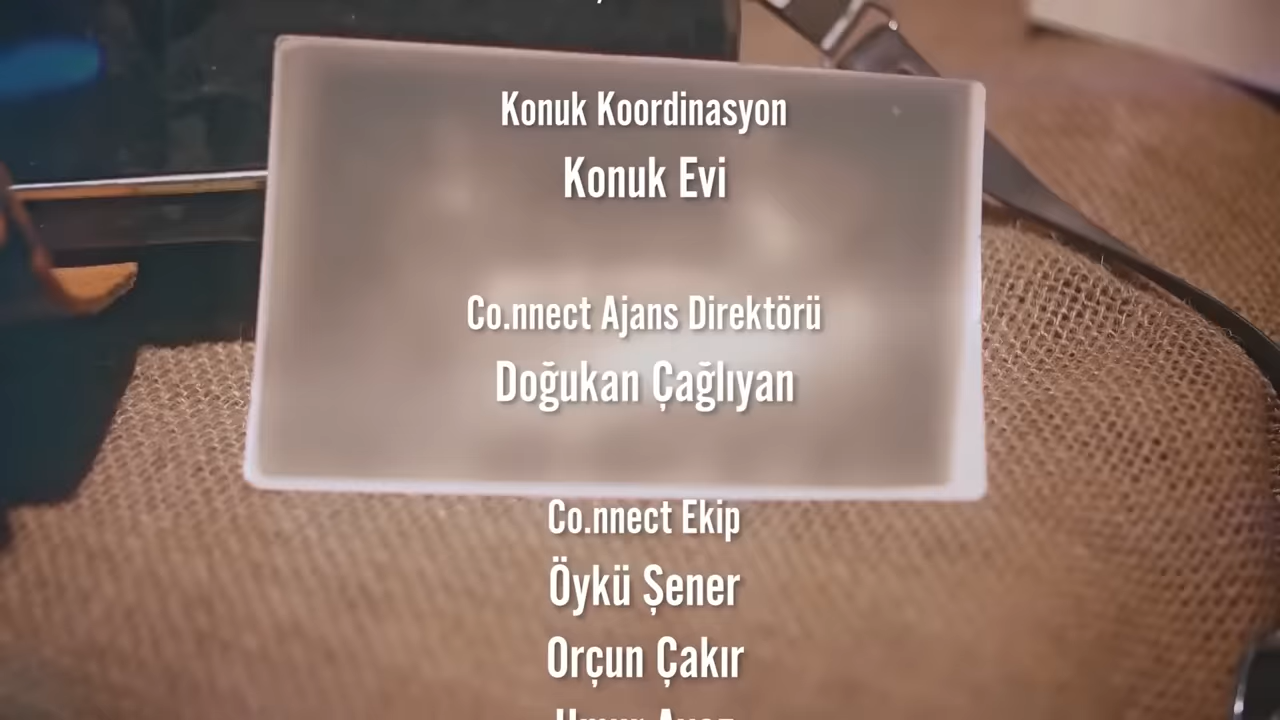 Konuk Koordinasyon
Konuk Evi
Co.nnect Ajans Direktörü
Doğukan Çağlıyan
Co.nnect Ekip
Öykü Şener
Orçun Çakır